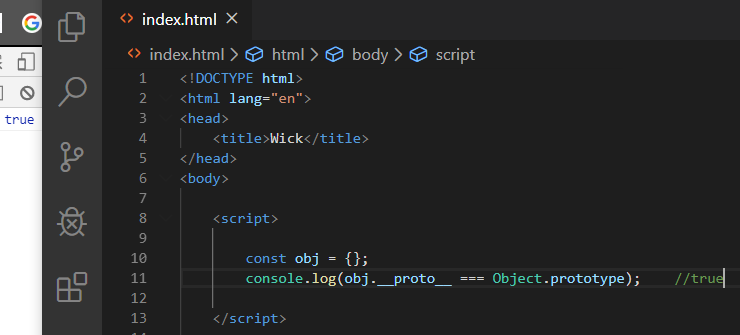 index.html
index.html > html > body > script
true
1 <!DOCTYPE html>
2 <html lang="en">
3 <head>
4     <title>Wick</title>
5 </head>
6 <body>
7
8     <script>
9
10         const obj = {};
11         console.log(obj.__proto__ === Object.prototype);    //true
12
13     </script>